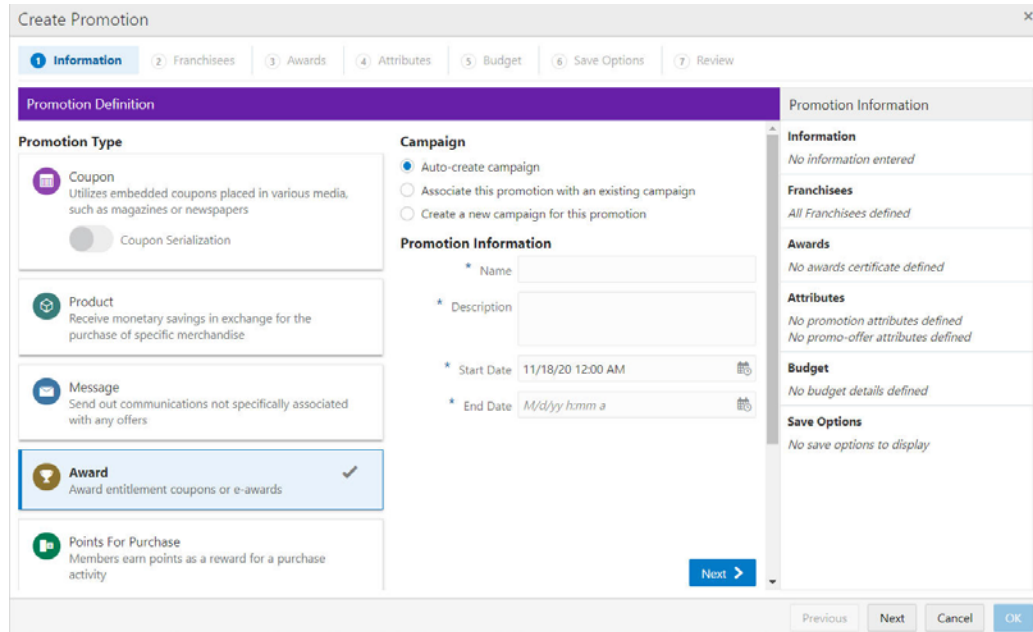 Create Promotion
1 Information
2 Franchisees
3 Awards
4 Attributes
5 Budget
6 Save Options
7 Review
Promotion Definition
Promotion Type
Coupon
Utilizes embedded coupons placed in various media,
such as magazines or newspapers
Coupon Serialization
Product
Receive monetary savings in exchange for the
purchase of specific merchandise
Message
Send out communications not specifically associated
with any offers
Award
Award entitlement coupons or e-awards
Points For Purchase
Members earn points as a reward for a purchase
activity
Campaign
Auto-create campaign
Associate this promotion with an existing campaign
Create a new campaign for this promotion
Promotion Information
* Name
* Description
* Start Date 11/18/20 12:00 AM
* End Date M/d/yy h:mm a
Next
Promotion Information
Information
No information entered
Franchisees
All Franchisees defined
Awards
No awards certificate defined
Attributes
No promotion attributes defined
No promo-offer attributes defined
Budget
No budget details defined
Save Options
No save options to display
Previous
Next
Cancel
OK